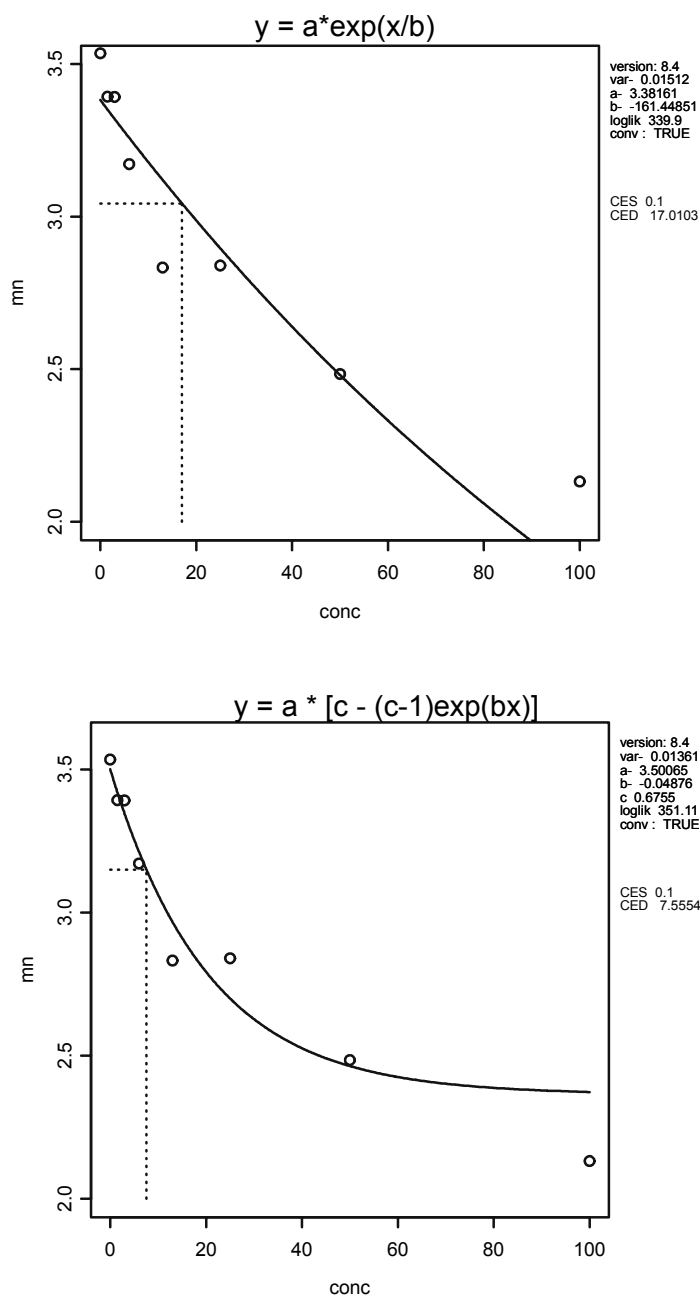 y = a*exp(x/b)
version: 8.4
var- 0.01512
a- 3.38161
b- -161.44851
loglik 339.9
conv : TRUE
CES 0.1
CED 17.0103
3.5
3.0
2.5
2.0
mn
0 20 40 60 80 100
conc
y = a * [c - (c-1)exp(bx)]
version: 8.4
var- 0.01361
a- 3.50065
b- -0.04876
c 0.6755
loglik 351.11
conv : TRUE
CES 0.1
CED 7.5554
3.5
3.0
2.5
2.0
mn
0 20 40 60 80 100
conc